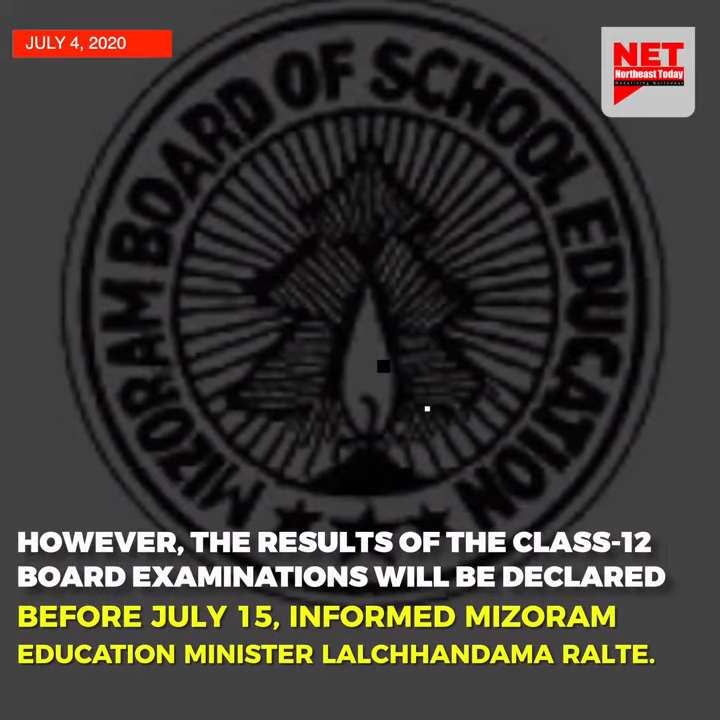 JULY 4, 2020
NET
Northeast Today
MIZORAM BOARD OF SCHOOL EDUCATION
HOWEVER, THE RESULTS OF THE CLASS-12
BOARD EXAMINATIONS WILL BE DECLARED
BEFORE JULY 15, INFORMED MIZORAM
EDUCATION MINISTER LALCHHANDAMA RALTE.